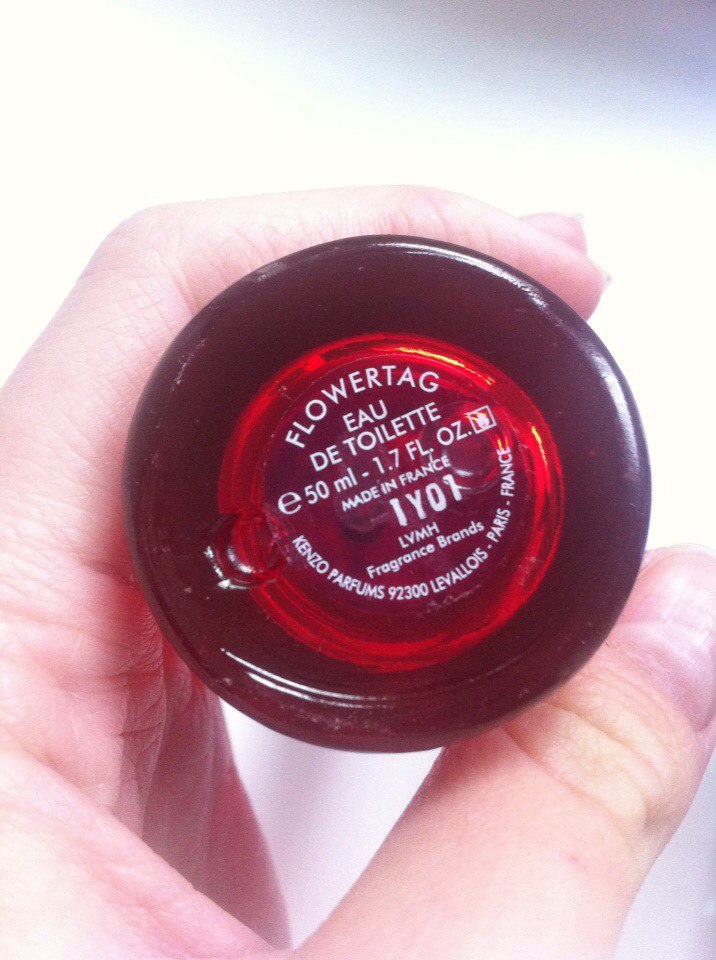 FLOWERTAG
EAU
DE TOILETTE
℮ 50 ml - 1.7 FL. OZ.
MADE IN FRANCE
1Y01
LVMH
Fragrance Brands
KENZO PARFUMS 92300 LEVALLOIS - PARIS - FRANCE